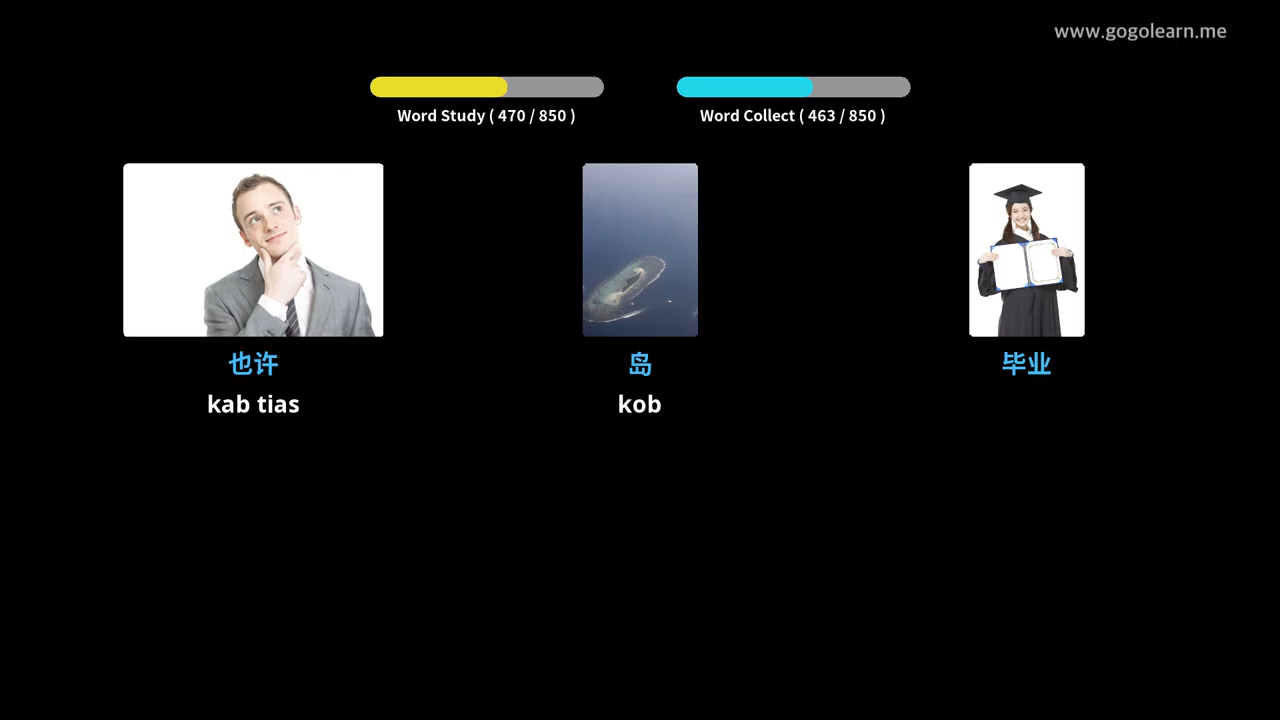 www.gogolearn.me
Word Study ( 470 / 850 )
Word Collect ( 463 / 850 )
也许
岛
毕业
kab tias
kob